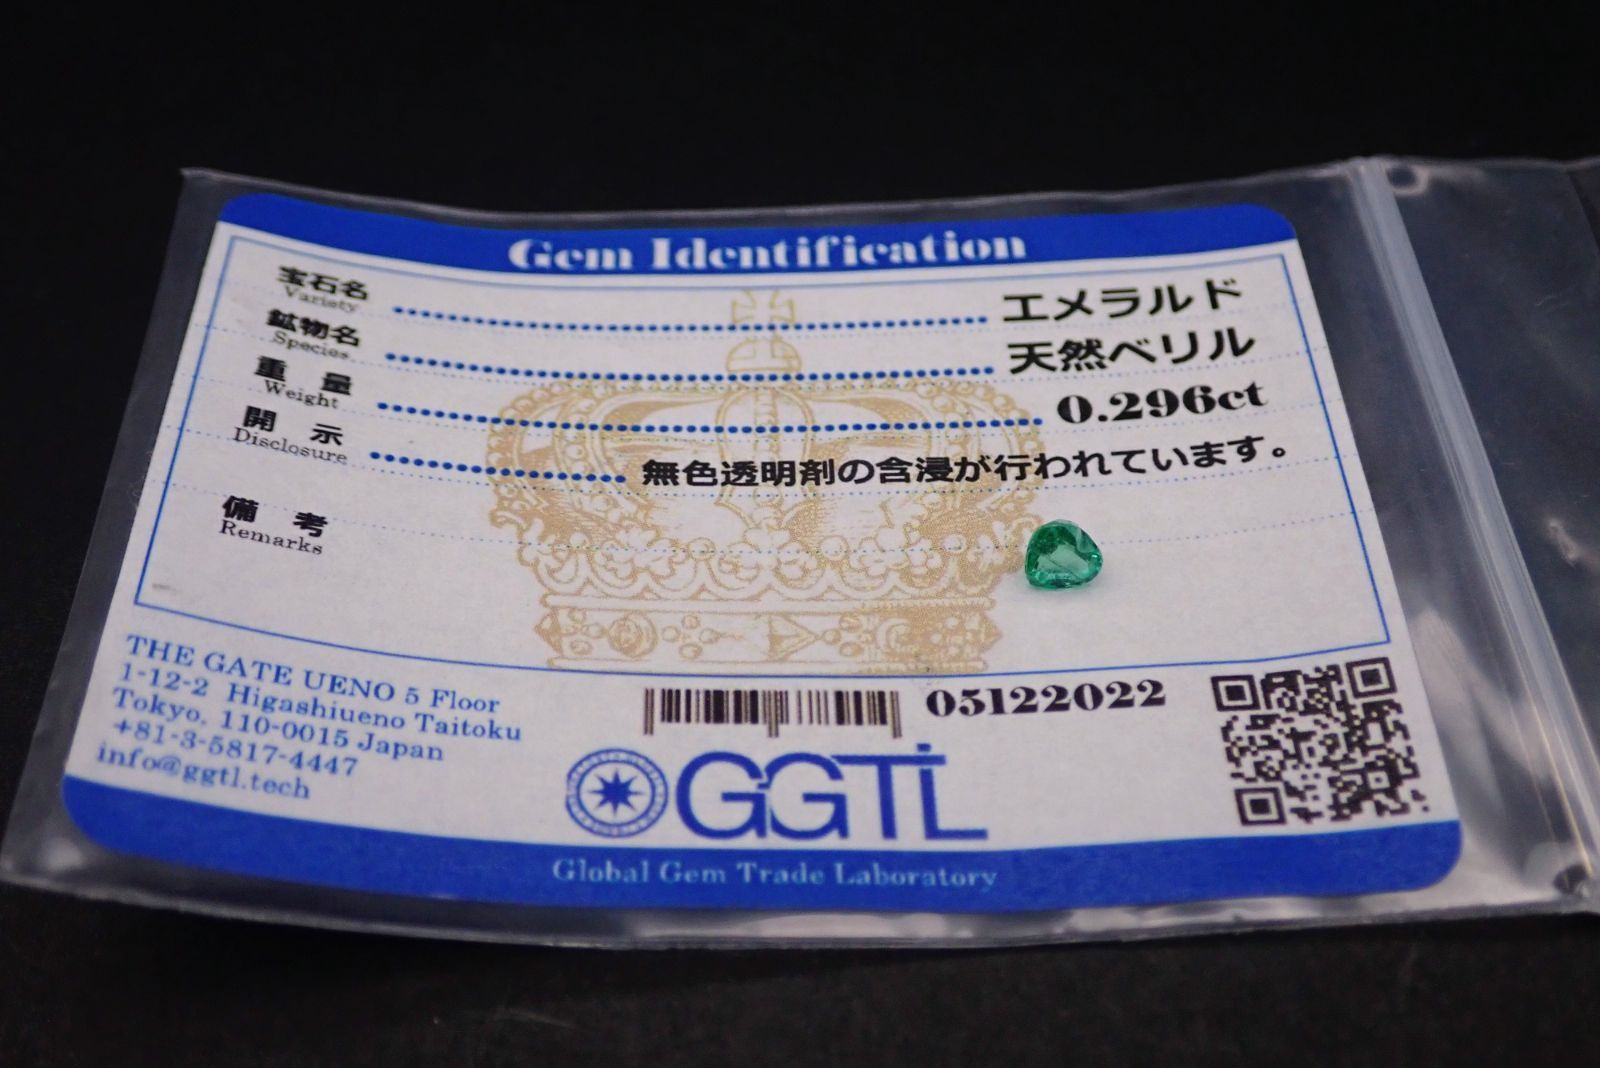 Gem Identification
宝石名 エメラルド
Variety
鉱物名 天然ベリル
Species
重量 0.296ct
Weight
開示 無色透明剤の含浸が行われています。
Disclosure
備考
Remarks
THE GATE UENO 5 Floor
1-12-2 Higashiueno Taitoku
Tokyo. 110-0015 Japan
+81-3-5817-4447
info@ggtl.tech
05122022
GGTL
Global Gem Trade Laboratory